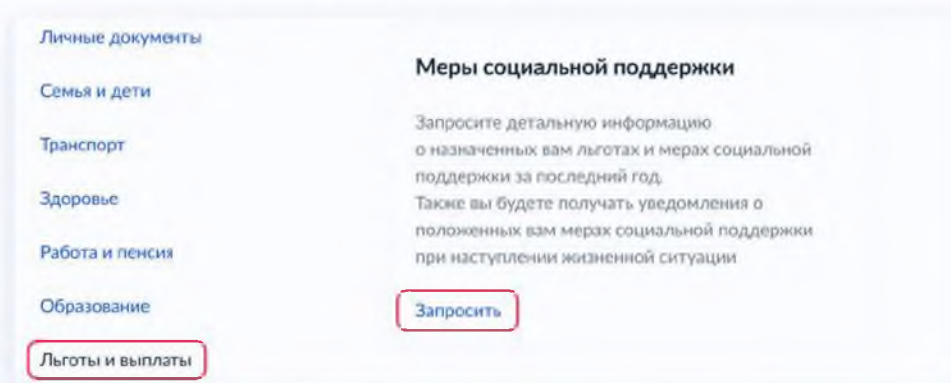 Личные документы
Семья и дети
Транспорт
Здоровье
Работа и пенсия
Образование
Льготы и выплаты
Меры социальной поддержки
Запросите детальную информацию
о назначенных вам льготах и мерах социальной
поддержки за последний год.
Также вы будете получать уведомления о
положенных вам мерах социальной поддержки
при наступлении жизненной ситуации
Запросить